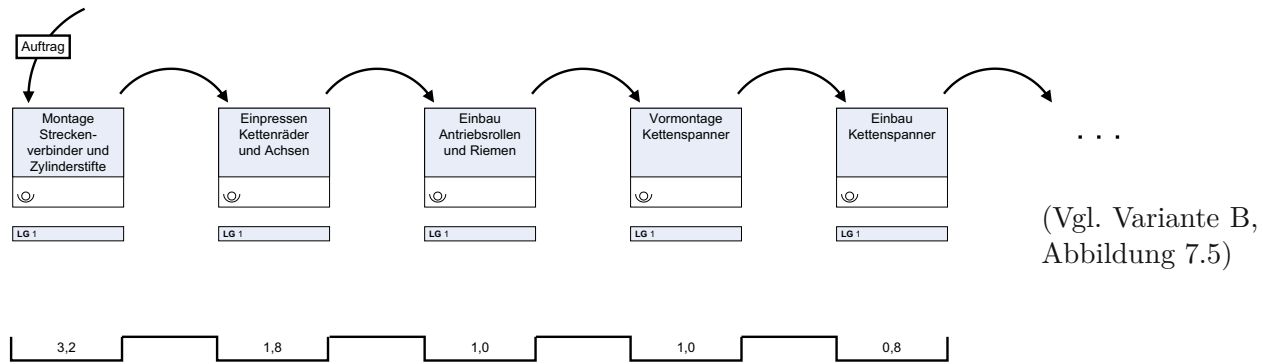 Auftrag
Montage
Strecken-
verbinder und
Zylinderstifte
Einpressen
Kettenräder
und Achsen
Einbau
Antriebsrollen
und Riemen
Vormontage
Kettenspanner
Einbau
Kettenspanner
. . .
LG 1
LG 1
LG 1
LG 1
LG 1
(Vgl. Variante B,
Abbildung 7.5)
3,2
1,8
1,0
1,0
0,8